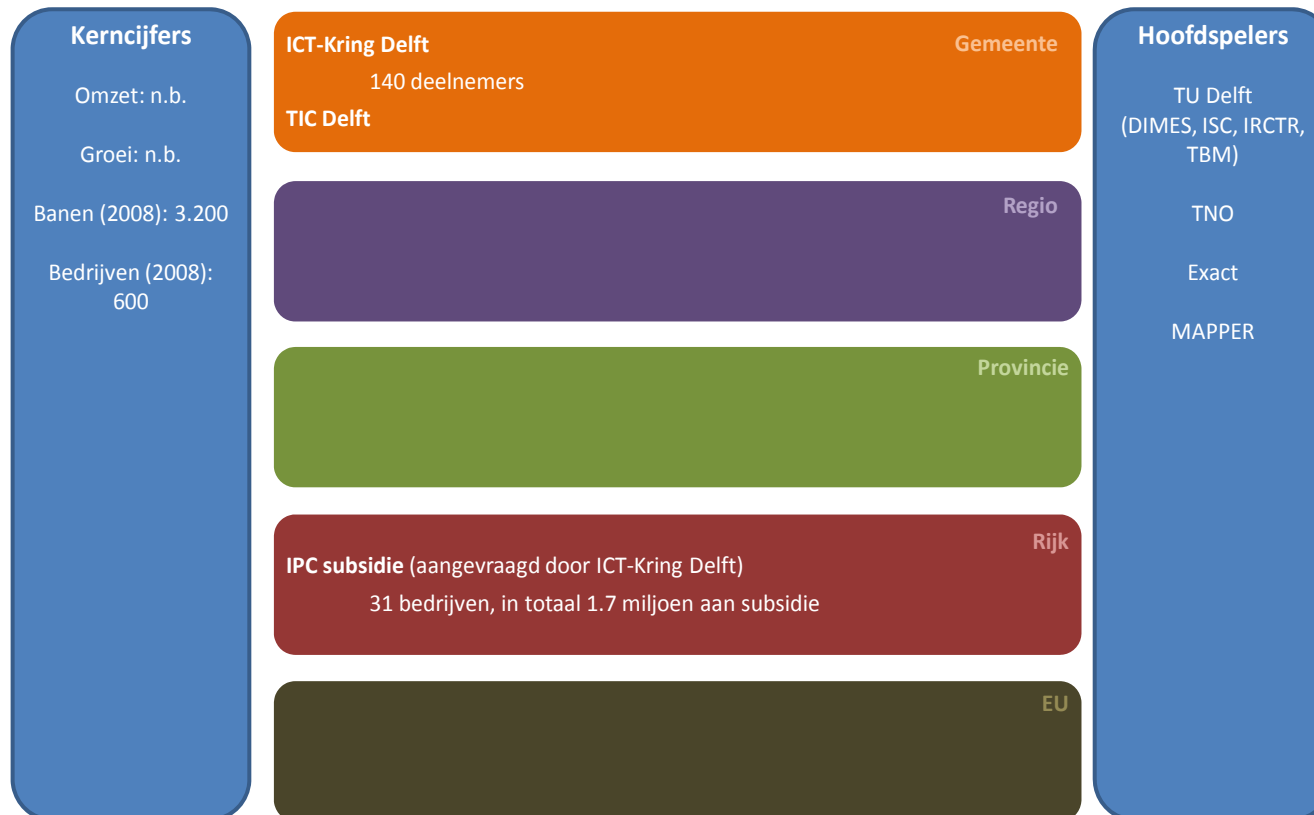 Kerncijfers
Omzet: n.b.
Groei: n.b.
Banen (2008): 3.200
Bedrijven (2008):
600
ICT-Kring Delft
Gemeente
140 deelnemers
TIC Delft
Regio
Provincie
Rijk
IPC subsidie (aangevraagd door ICT-Kring Delft)
31 bedrijven, in totaal 1.7 miljoen aan subsidie
EU
Hoofdspelers
TU Delft
(DIMES, ISC, IRCTR,
TBM)
TNO
Exact
MAPPER